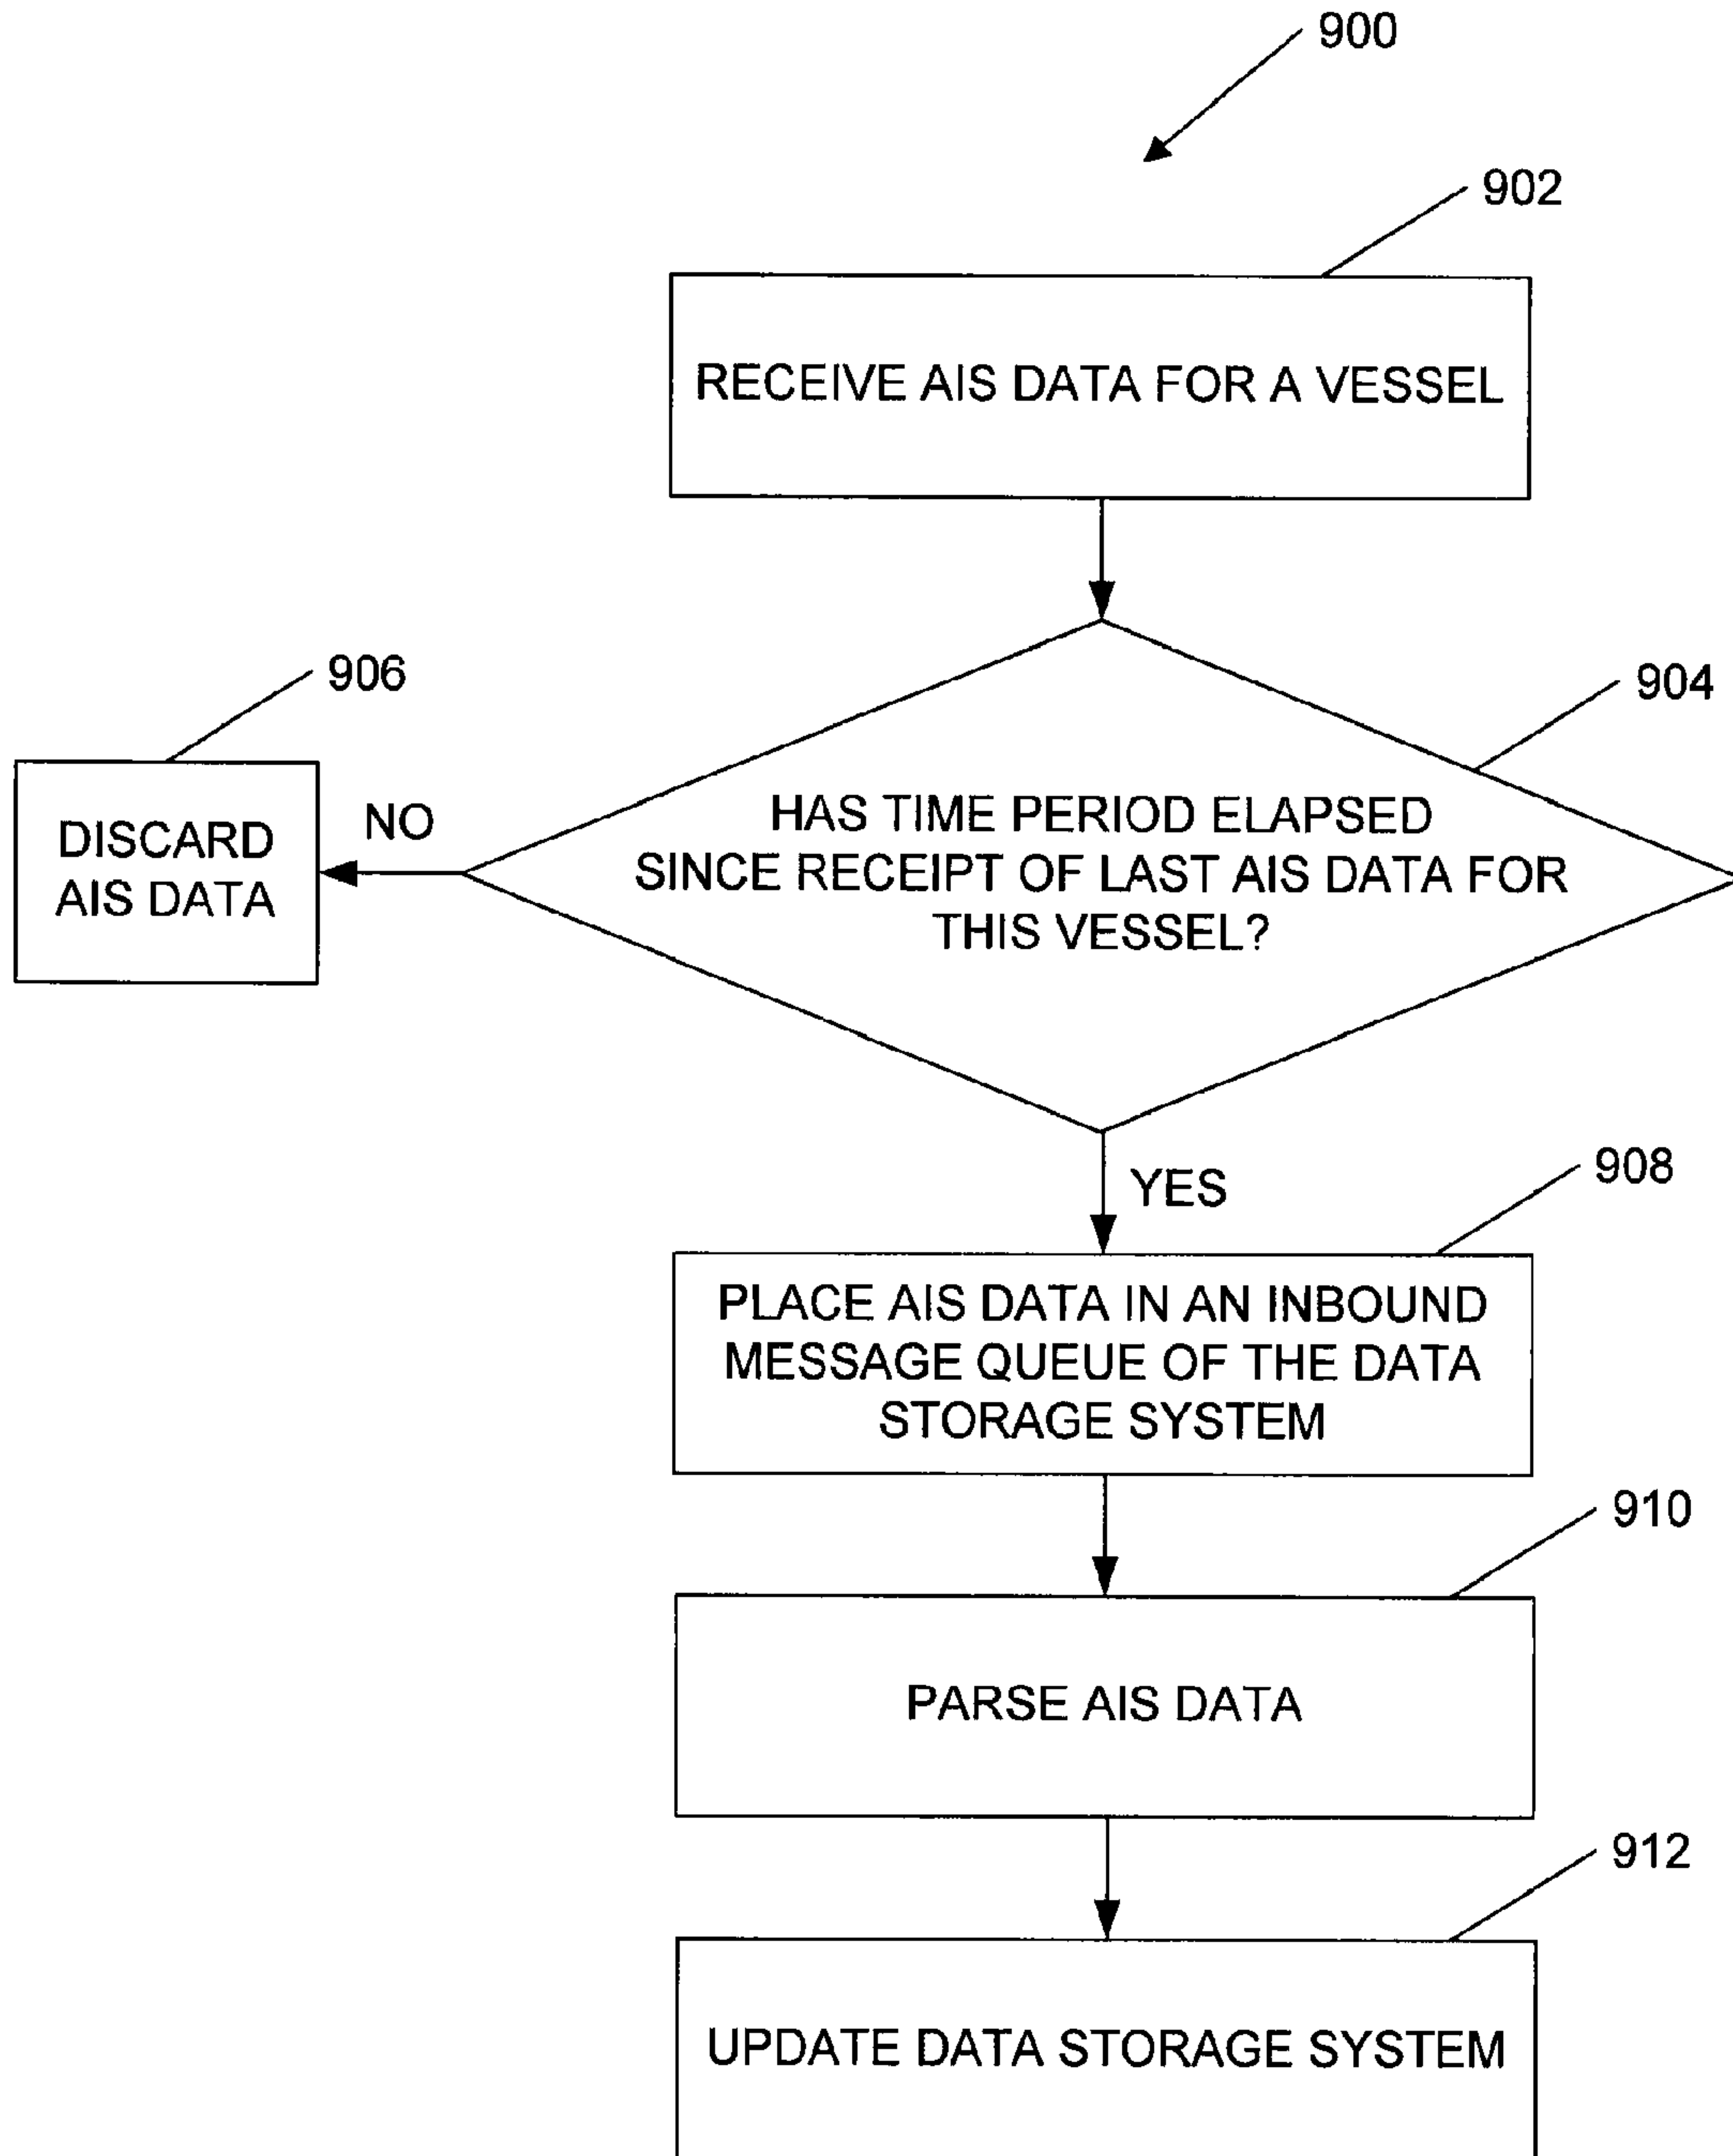 900
902
RECEIVE AIS DATA FOR A VESSEL
906
904
DISCARD
AIS DATA
NO
HAS TIME PERIOD ELAPSED
SINCE RECEIPT OF LAST AIS DATA FOR
THIS VESSEL?
YES
908
PLACE AIS DATA IN AN INBOUND
MESSAGE QUEUE OF THE DATA
STORAGE SYSTEM
910
PARSE AIS DATA
912
UPDATE DATA STORAGE SYSTEM